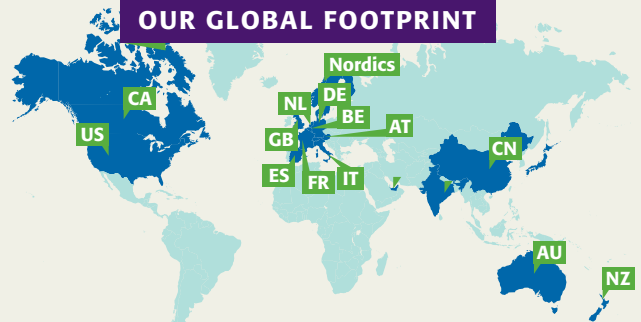 OUR GLOBAL FOOTPRINT
Nordics
CA
NL
DE
BE
US
GB
AT
CN
ES
FR
IT
AU
NZ